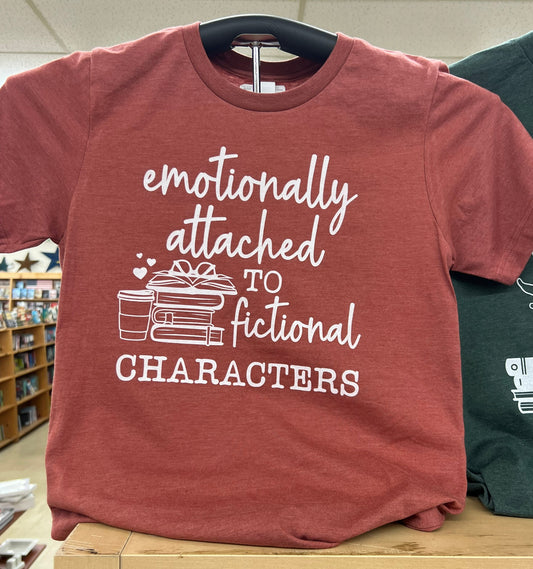 emotionally
attached
TO
fictional
CHARACTERS